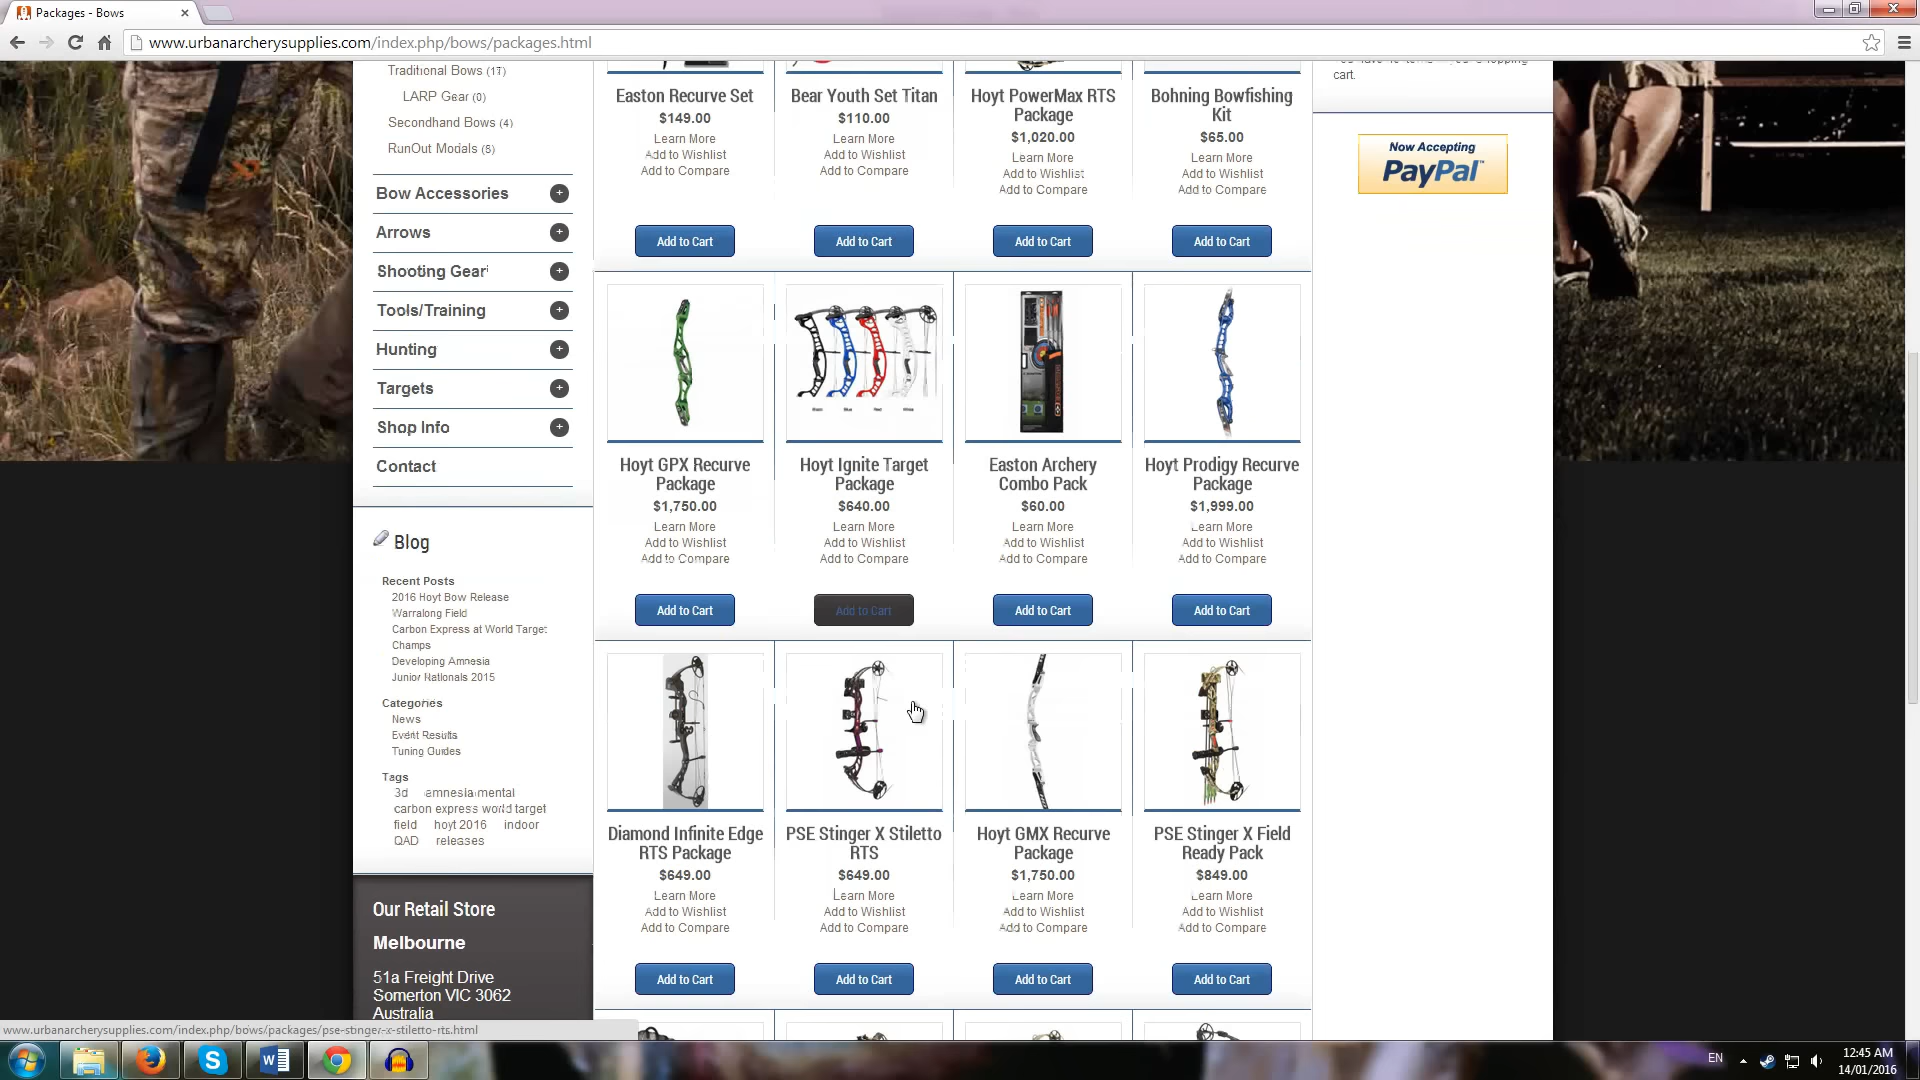 Packages - Bows
www.urbanarcherysupplies.com/index.php/bows/packages.html
Traditional Bows (17)
LARP Gear (0)
Secondhand Bows (4)
RunOut Modals (8)
Bow Accessories
Arrows
Shooting Gear
Tools/Training
Hunting
Targets
Shop Info
Contact
Blog
Recent Posts
2016 Hoyt Bow Release
Warralong Field
Carbon Express at World Target
Champs
Developing Amnesia
Junior Nationals 2015
Categories
News
Event Results
Tuning Guides
Tags
3d amnesia mental
carbon express world target
field hoyt 2016 indoor
QAD releases
Our Retail Store
Melbourne
51a Freight Drive
Somerton VIC 3062
Australia
Easton Recurve Set
$149.00
Learn More
Add to Wishlist
Add to Compare
Add to Cart
Bear Youth Set Titan
$110.00
Learn More
Add to Wishlist
Add to Compare
Add to Cart
Hoyt PowerMax RTS
Package
$1,020.00
Learn More
Add to Wishlist
Add to Compare
Add to Cart
Bohning Bowfishing
Kit
$65.00
Learn More
Add to Wishlist
Add to Compare
Add to Cart
Hoyt GPX Recurve
Package
$1,750.00
Learn More
Add to Wishlist
Add to Compare
Add to Cart
Hoyt Ignite Target
Package
$640.00
Learn More
Add to Wishlist
Add to Compare
Add to Cart
Easton Archery
Combo Pack
$60.00
Learn More
Add to Wishlist
Add to Compare
Add to Cart
Hoyt Prodigy Recurve
Package
$1,999.00
Learn More
Add to Wishlist
Add to Compare
Add to Cart
Diamond Infinite Edge
RTS Package
$649.00
Learn More
Add to Wishlist
Add to Compare
Add to Cart
PSE Stinger X Stiletto
RTS
$649.00
Learn More
Add to Wishlist
Add to Compare
Add to Cart
Hoyt GMX Recurve
Package
$1,750.00
Learn More
Add to Wishlist
Add to Compare
Add to Cart
PSE Stinger X Field
Ready Pack
$849.00
Learn More
Add to Wishlist
Add to Compare
Add to Cart
cart.
Now Accepting
PayPal
www.urbanarcherysupplies.com/index.php/bows/packages/pse-stinger-x-stiletto-rts.html
EN
12:45 AM
14/01/2016